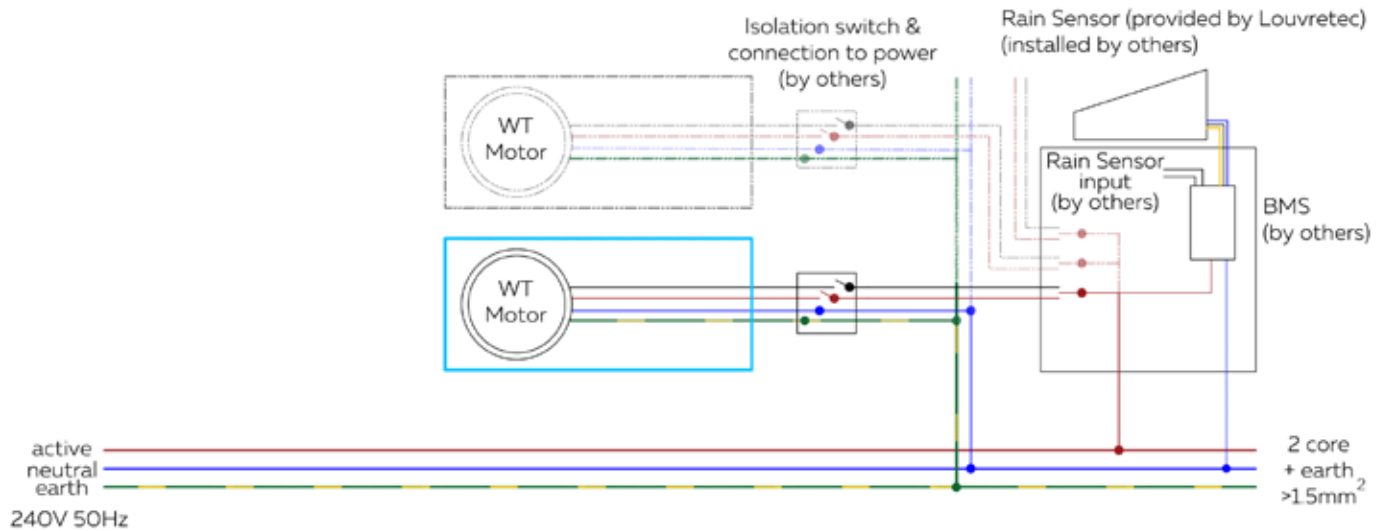 Isolation switch &
connection to power
(by others)
Rain Sensor (provided by Louvretec)
(installed by others)
WT
Motor
Rain Sensor
input
(by others)
BMS
(by others)
WT
Motor
active
neutral
earth
240V 50Hz
2 core
+ earth
>1.5mm²